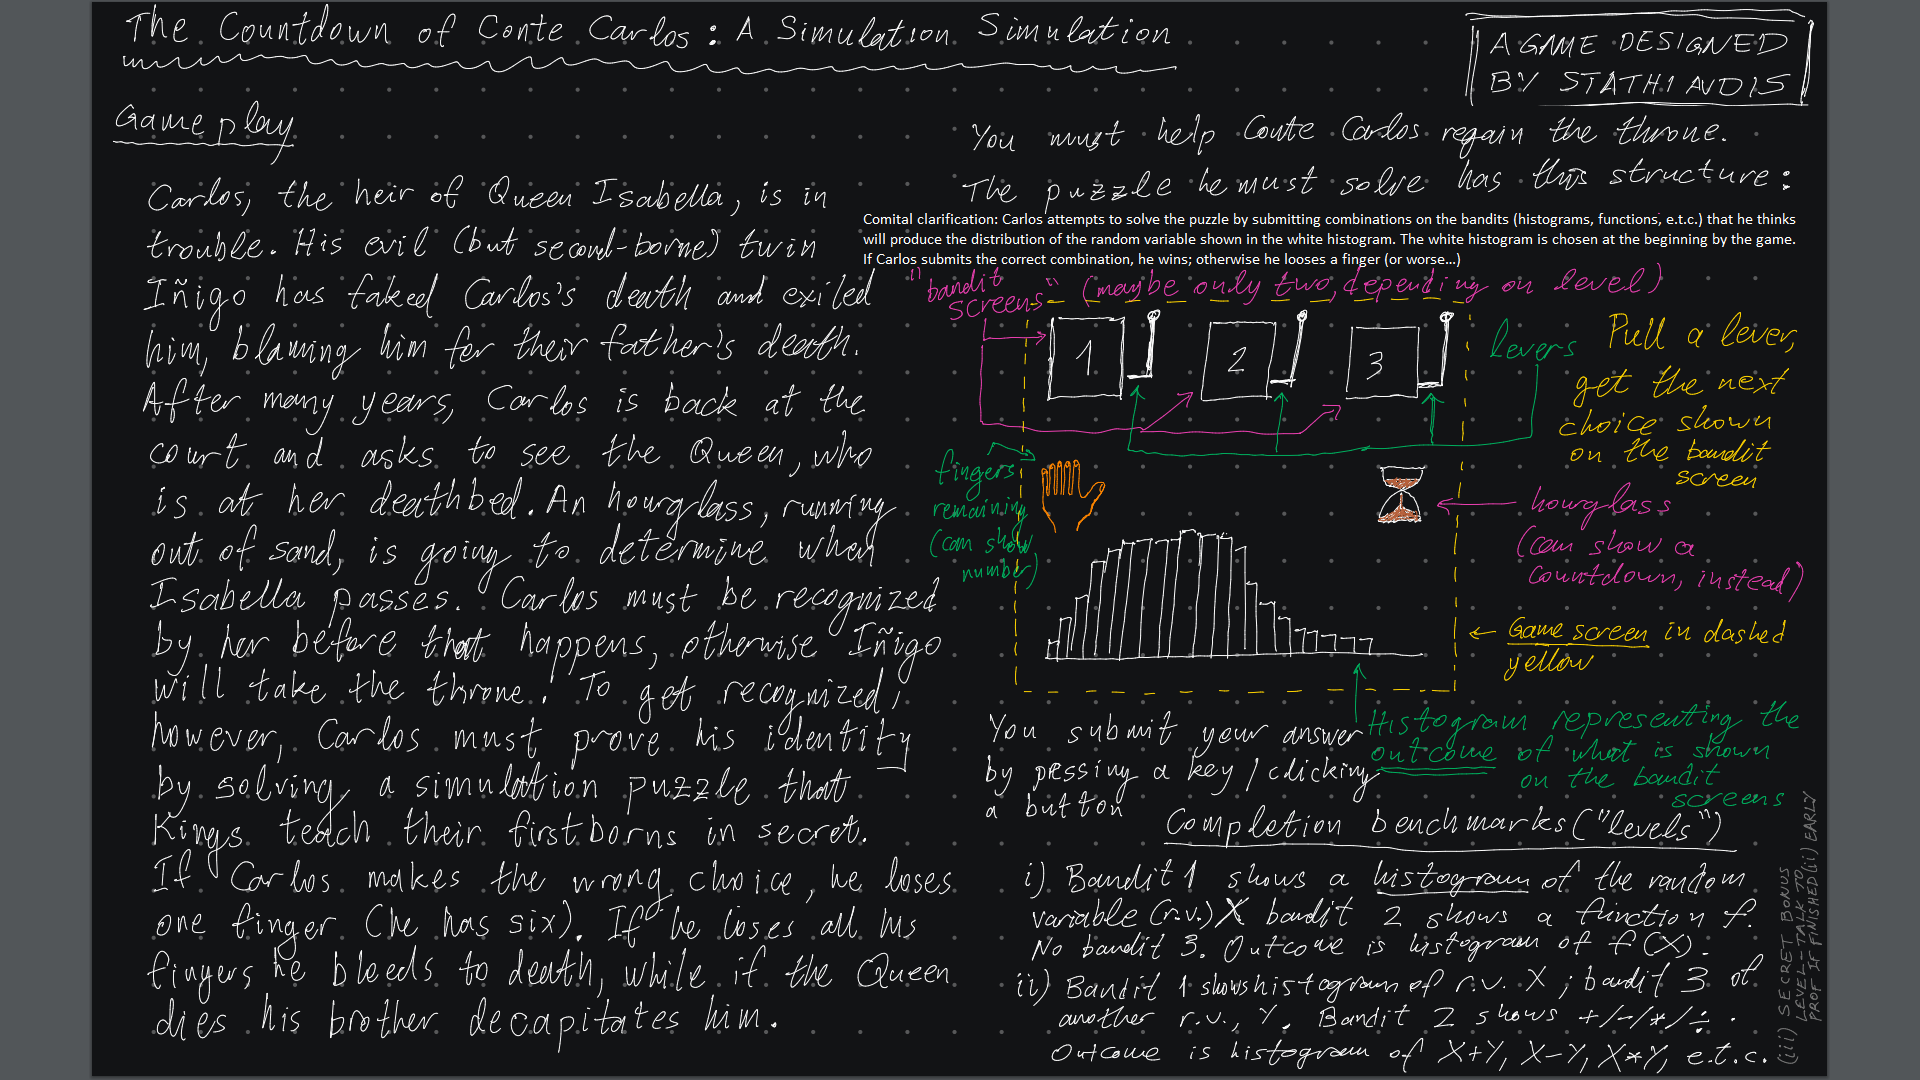 The Countdown of Conte Carlos: A Simulation Simulation
A GAME DESIGNED
BY STATHIAUDIS
Gameplay
Carlos, the heir of Queen Isabella, is in
trouble. His evil (but second-borne) twin
Iñigo has faked Carlos's death and exiled
him, blaming him for their father's death.
After many years, Carlos is back at the
court and asks to see the Queen, who
is at her deathbed. An hourglass, running
out of sand, is going to determine when
Isabella passes. Carlos must be recognized
by her before that happens, otherwise Iñigo
will take the throne. To get recognized,
however, Carlos must prove his identity
by solving a simulation puzzle that
Kings teach their firstborns in secret.
If Carlos makes the wrong choice, he loses
one finger (he has six). If he loses all his
fingers he bleeds to death, while if the Queen
dies his brother decapitates him.
You must help Conte Carlos regain the throne.
The puzzle he must solve has this structure:
Comital clarification: Carlos attempts to solve the puzzle by submitting combinations on the bandits (histograms, functions, e.t.c.) that he thinks
will produce the distribution of the random variable shown in the white histogram. The white histogram is chosen at the beginning by the game.
If Carlos submits the correct combination, he wins; otherwise he looses a finger (or worse...)
"bandit
screens" (maybe only two, depending on level)
1
2
3
levers
Pull a lever,
get the next
choice shown
on the bandit
screen
fingers
remaining
(can show
number)
hourglass
(can show a
countdown, instead)
Game screen in dashed
yellow
Histogram representing the
outcome of what is shown
on the bandit
screens
You submit your answer
by pressing a key / clicking
a button
Completion benchmarks ("levels")
i) Bandit 1 shows a histogram of the random
variable (r.v.) X bandit 2 shows a function f.
No bandit 3. Outcome is histogram of f(X).
ii) Bandit 1 shows histogram of r.v. X ; bandit 3 of
another r.v., Y. Bandit 2 shows +/-/*/÷.
Outcome is histogram of X+Y, X-Y, X*Y, e.t.c.
(iii) SECRET BONUS
LEVEL - TALK TO
PROF IF FINISHED (ii) EARLY